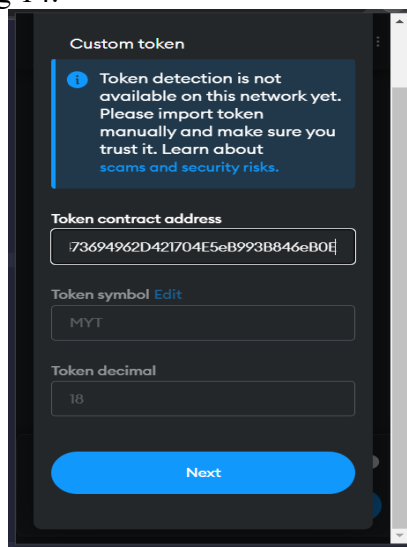 Custom token
Token detection is not
available on this network yet.
Please import token
manually and make sure you
trust it. Learn about
scams and security risks.
Token contract address
73694962D421704E5eB993B846eB0E
Token symbol Edit
MYT
Token decimal
18
Next